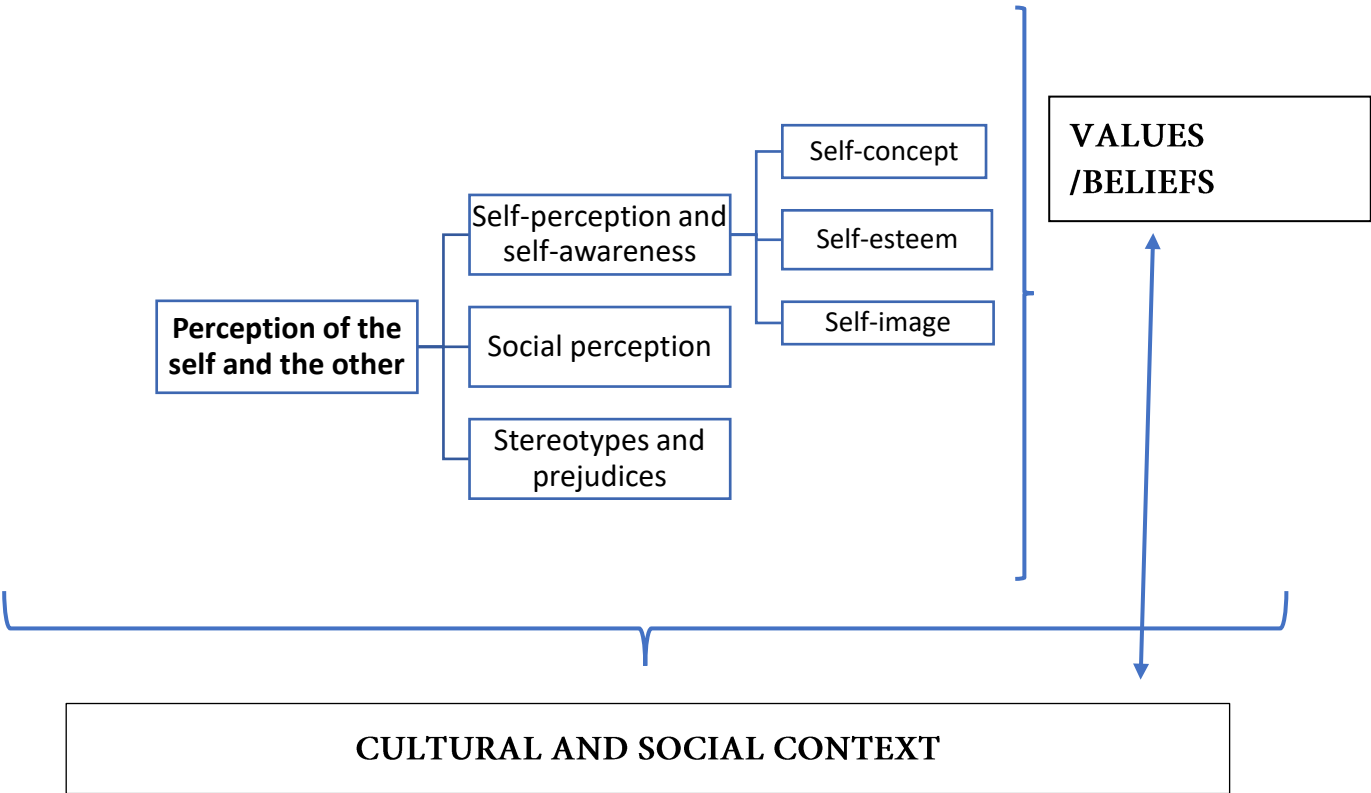 Perception of the
self and the other
Self-perception and
self-awareness
Social perception
Stereotypes and
prejudices
Self-concept
Self-esteem
Self-image
VALUES
/BELIEFS
CULTURAL AND SOCIAL CONTEXT